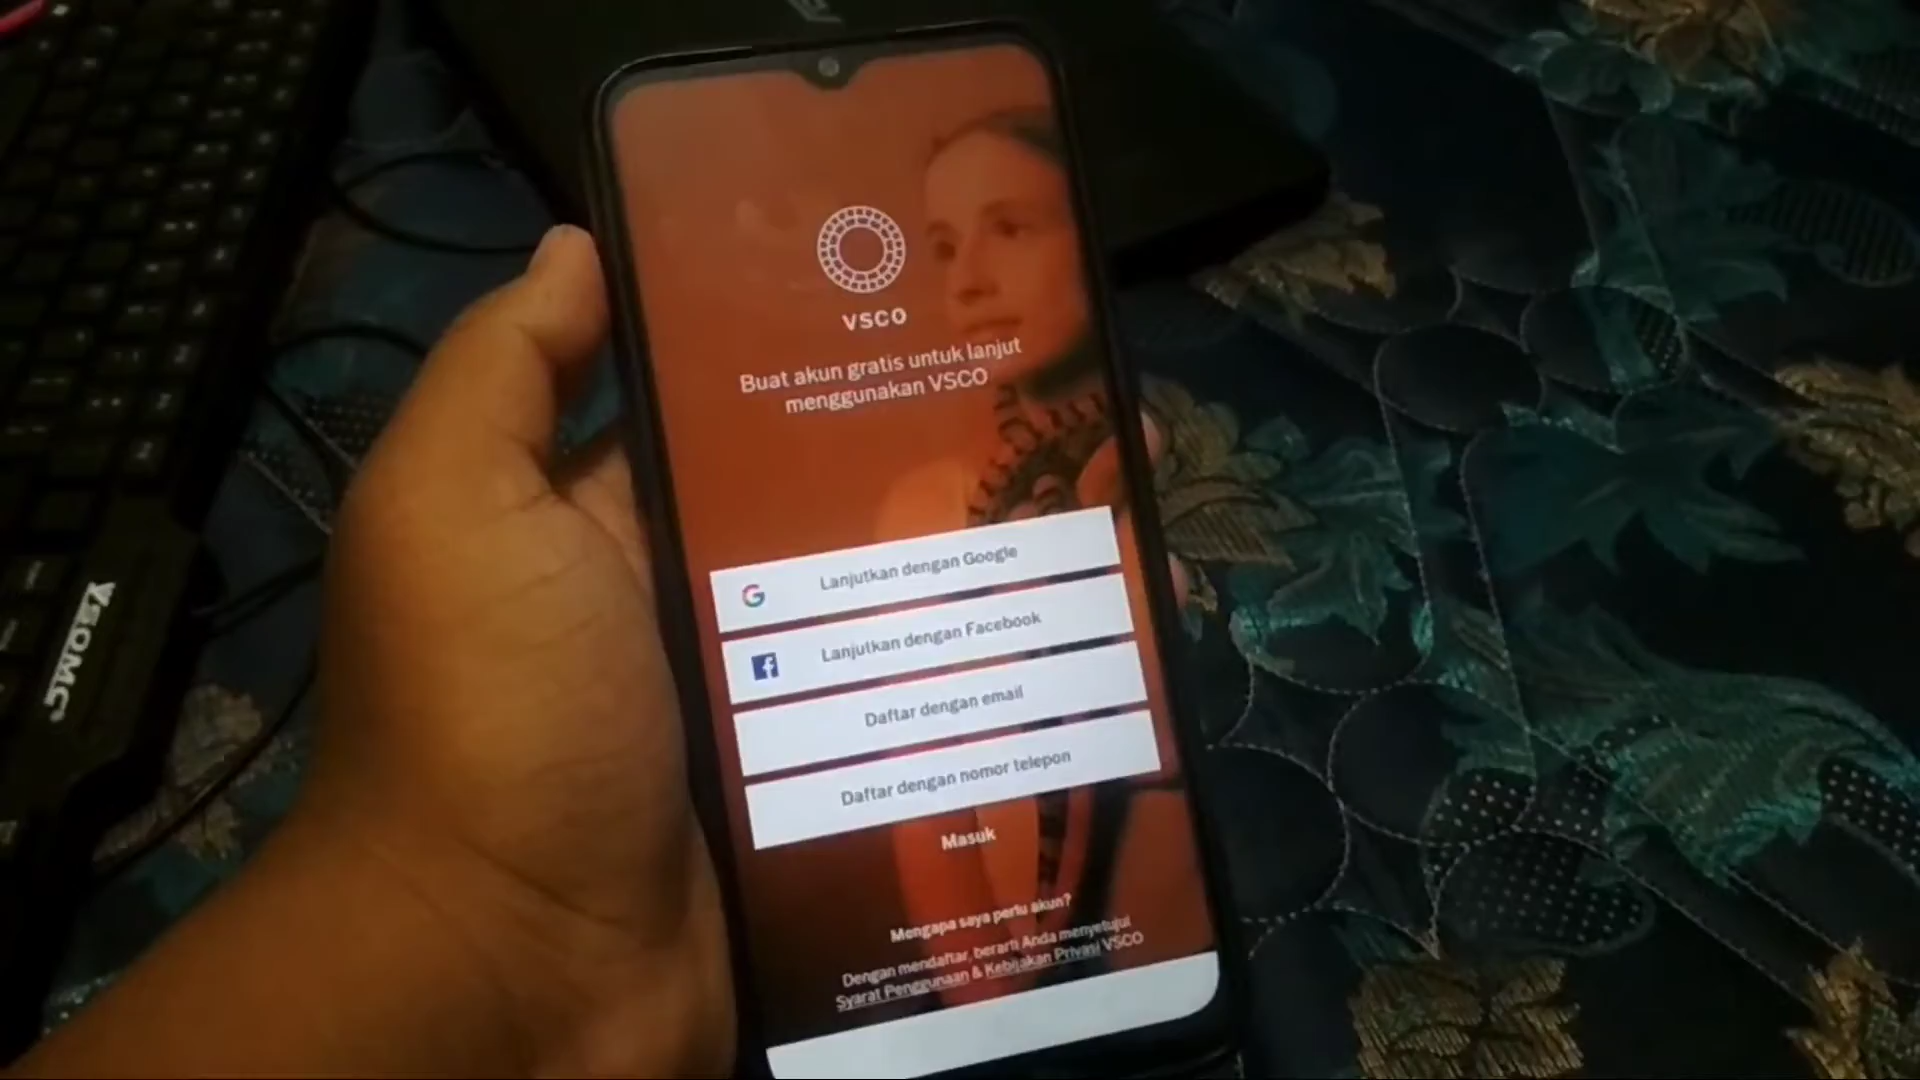 VSCO
Buat akun gratis untuk lanjut
menggunakan VSCO
Lanjutkan dengan Google
Lanjutkan dengan Facebook
Daftar dengan email
Daftar dengan nomor telepon
Masuk
Mengapa saya perlu akun?
Dengan mendaftar, berarti Anda menyetujui
Syarat Penggunaan & Kebijakan Privasi VSCO